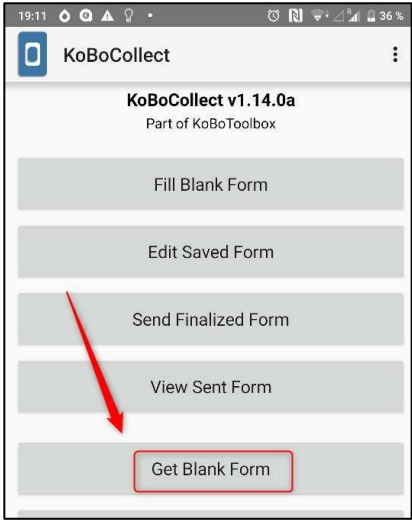 19:11 36 %
KoBoCollect
KoBoCollect v1.14.0a
Part of KoBoToolbox
Fill Blank Form
Edit Saved Form
Send Finalized Form
View Sent Form
Get Blank Form